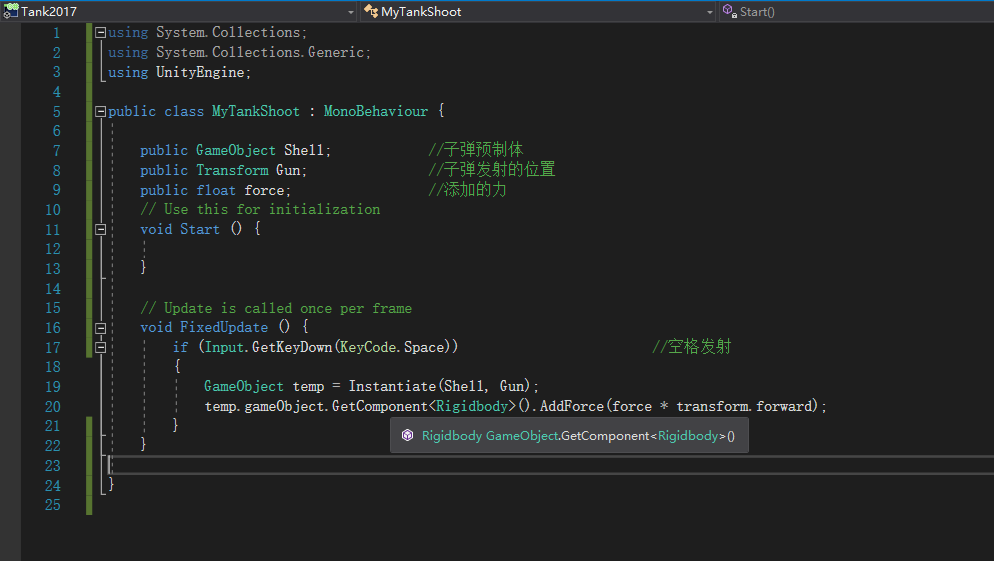 Tank2017 MyTankShoot Start()
1 using System.Collections;
2 using System.Collections.Generic;
3 using UnityEngine;
4
5 public class MyTankShoot : MonoBehaviour {
6
7 public GameObject Shell; //子弹预制体
8 public Transform Gun; //子弹发射的位置
9 public float force; //添加的力
10 // Use this for initialization
11 void Start () {
12
13 }
14
15 // Update is called once per frame
16 void FixedUpdate () {
17 if (Input.GetKeyDown(KeyCode.Space)) //空格发射
18 {
19 GameObject temp = Instantiate(Shell, Gun);
20 temp.gameObject.GetComponent<Rigidbody>().AddForce(force * transform.forward);
21 }
Rigidbody GameObject.GetComponent<Rigidbody>()
22 }
23
24 }
25